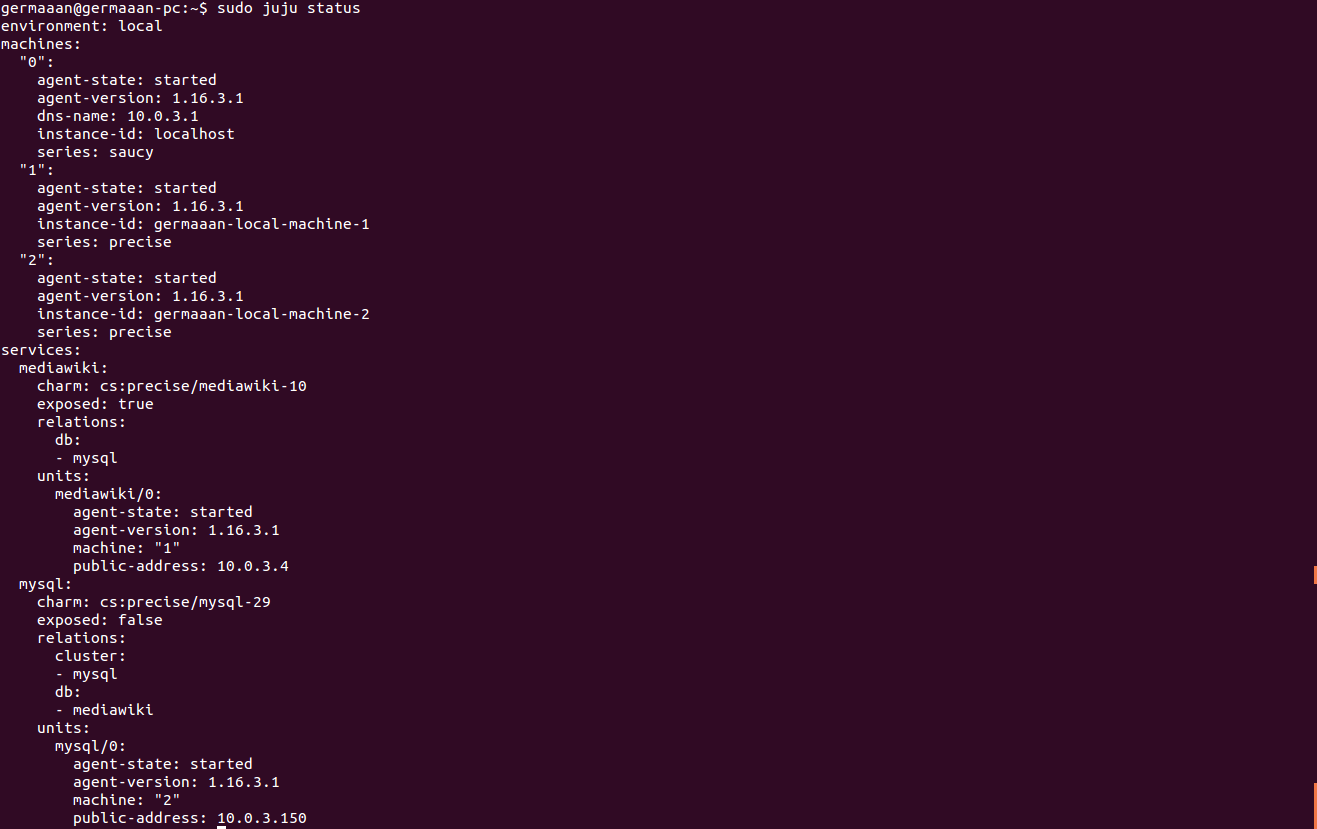 germaaan@germaaan-pc:~$ sudo juju status
environment: local
machines:
  "0":
    agent-state: started
    agent-version: 1.16.3.1
    dns-name: 10.0.3.1
    instance-id: localhost
    series: saucy
  "1":
    agent-state: started
    agent-version: 1.16.3.1
    instance-id: germaaan-local-machine-1
    series: precise
  "2":
    agent-state: started
    agent-version: 1.16.3.1
    instance-id: germaaan-local-machine-2
    series: precise
services:
  mediawiki:
    charm: cs:precise/mediawiki-10
    exposed: true
    relations:
      db:
      - mysql
    units:
      mediawiki/0:
        agent-state: started
        agent-version: 1.16.3.1
        machine: "1"
        public-address: 10.0.3.4
  mysql:
    charm: cs:precise/mysql-29
    exposed: false
    relations:
      cluster:
      - mysql
      db:
      - mediawiki
    units:
      mysql/0:
        agent-state: started
        agent-version: 1.16.3.1
        machine: "2"
        public-address: 10.0.3.150